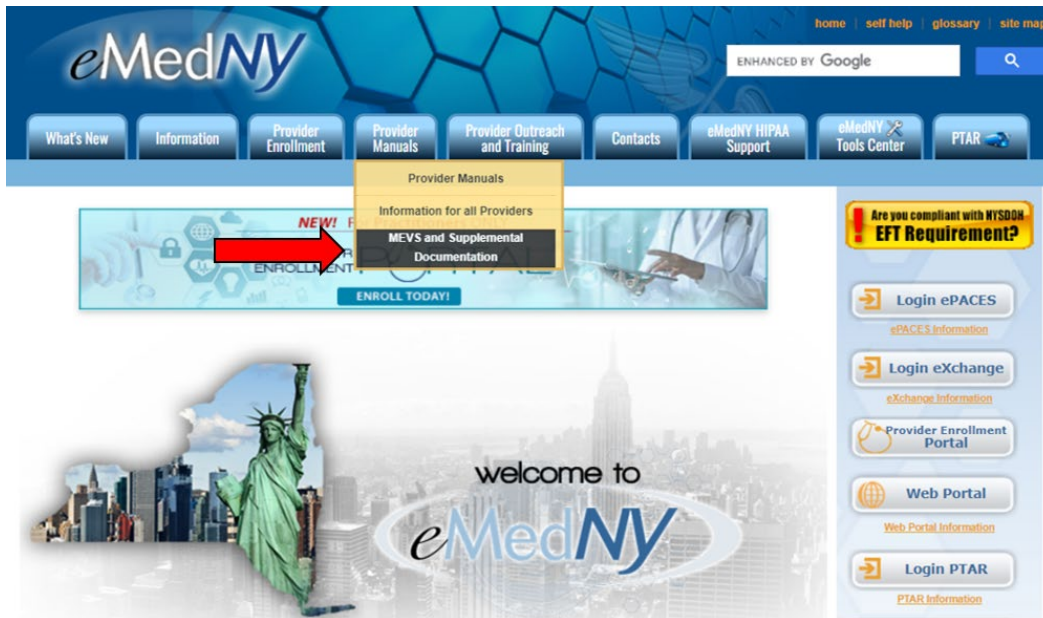 home | self help | glossary | site map
eMedNY
ENHANCED BY Google
What's New
Information
Provider
Enrollment
Provider
Manuals
Provider Outreach
and Training
Contacts
eMedNY HIPAA
Support
eMedNY
Tools Center
PTAR
Provider Manuals
Information for all Providers
MEVS and Supplemental
Documentation
NEW! F
ENROLLMENT
ENROLL TODAY!
Are you compliant with NYSDOH
EFT Requirement?
Login ePACES
ePACES Information
Login eXchange
eXchange Information
Provider Enrollment
Portal
Web Portal
Web Portal Information
Login PTAR
PTAR Information
welcome to
eMedNY